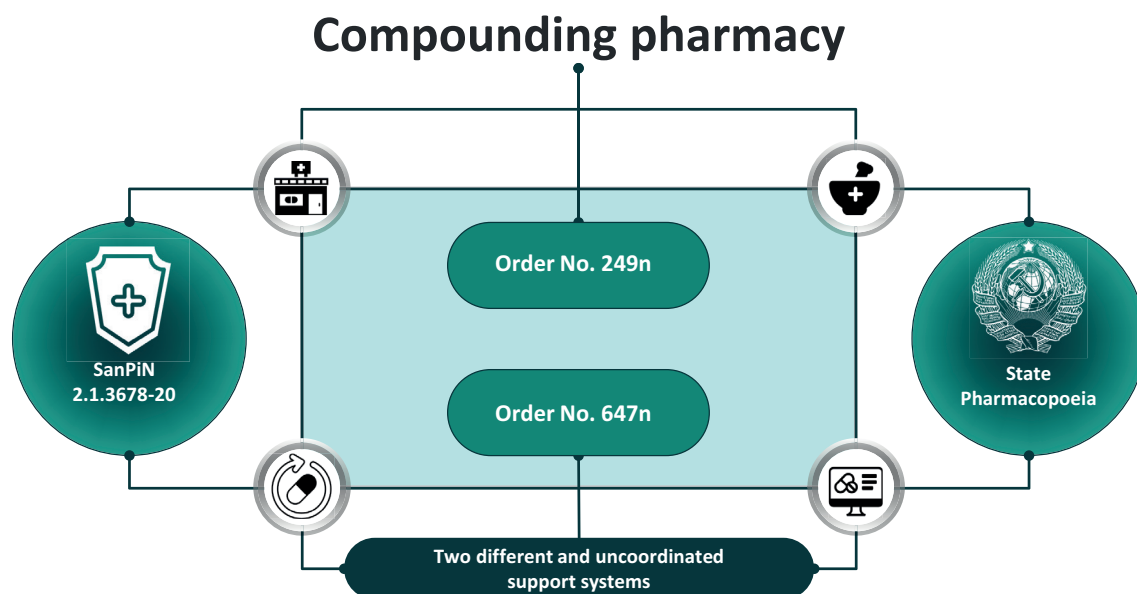 Compounding pharmacy
Order No. 249n
SanPiN
2.1.3678-20
State
Pharmacopoeia
Order No. 647n
Two different and uncoordinated
support systems